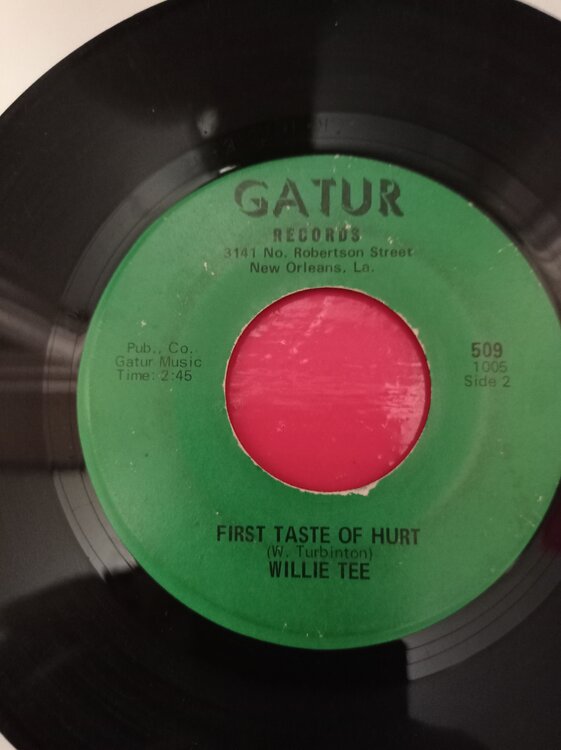 GATUR
RECORDS
3141 No. Robertson Street
New Orleans, La.
Pub., Co.,
Gatur Music
Time: 2:45
509
1005
Side 2
FIRST TASTE OF HURT
(W. Turbinton)
WILLIE TEE